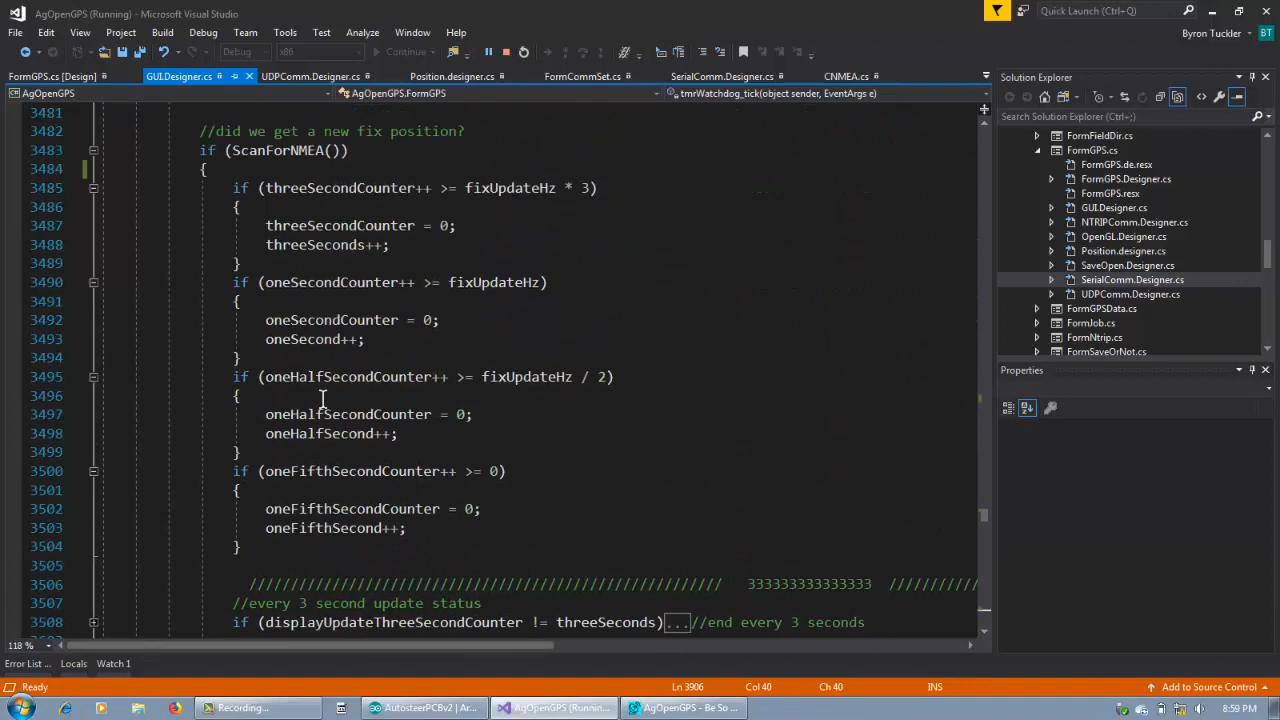 AgOpenGPS (Running) - Microsoft Visual Studio
Quick Launch (Ctrl+Q)
File Edit View Project Build Debug Team Tools Test Analyze Window Help
Byron Tuckler BT
Debug x86 Continue
FormGPS.cs [Design] GUI.Designer.cs UDPComm.Designer.cs Position.designer.cs FormCommSet.cs SerialComm.Designer.cs CNMEA.cs
AgOpenGPS AgOpenGPS.FormGPS tmrWatchdog_tick(object sender, EventArgs e)
3481
3482 //did we get a new fix position?
3483 if (ScanForNMEA())
3484 {
3485 if (threeSecondCounter++ >= fixUpdateHz * 3)
3486 {
3487 threeSecondCounter = 0;
3488 threeSeconds++;
3489 }
3490 if (oneSecondCounter++ >= fixUpdateHz)
3491 {
3492 oneSecondCounter = 0;
3493 oneSecond++;
3494 }
3495 if (oneHalfSecondCounter++ >= fixUpdateHz / 2)
3496 {
3497 oneHalfSecondCounter = 0;
3498 oneHalfSecond++;
3499 }
3500 if (oneFifthSecondCounter++ >= 0)
3501 {
3502 oneFifthSecondCounter = 0;
3503 oneFifthSecond++;
3504 }
3505
3506 ///////////////////////////////////////////////////////// 333333333333333 ///////////
3507 //every 3 second update status
3508 if (displayUpdateThreeSecondCounter != threeSeconds)...//end every 3 seconds
118 %
Solution Explorer
Search Solution Explorer (Ctrl+;)
FormFieldDir.cs
FormGPS.cs
FormGPS.de.resx
FormGPS.Designer.cs
FormGPS.resx
GUI.Designer.cs
NTRIPComm.Designer.cs
OpenGL.Designer.cs
Position.designer.cs
SaveOpen.Designer.cs
SerialComm.Designer.cs
UDPComm.Designer.cs
FormGPSData.cs
FormJob.cs
FormNtrip.cs
FormSaveOrNot.cs
Properties
Error List ... Locals Watch 1
Ready Ln 3906 Col 40 Ch 40 INS Add to Source Control
Recording... AutosteerPCBv2 | Ar... AgOpenGPS (Runnin... AgOpenGPS - Be So ... 8:59 PM